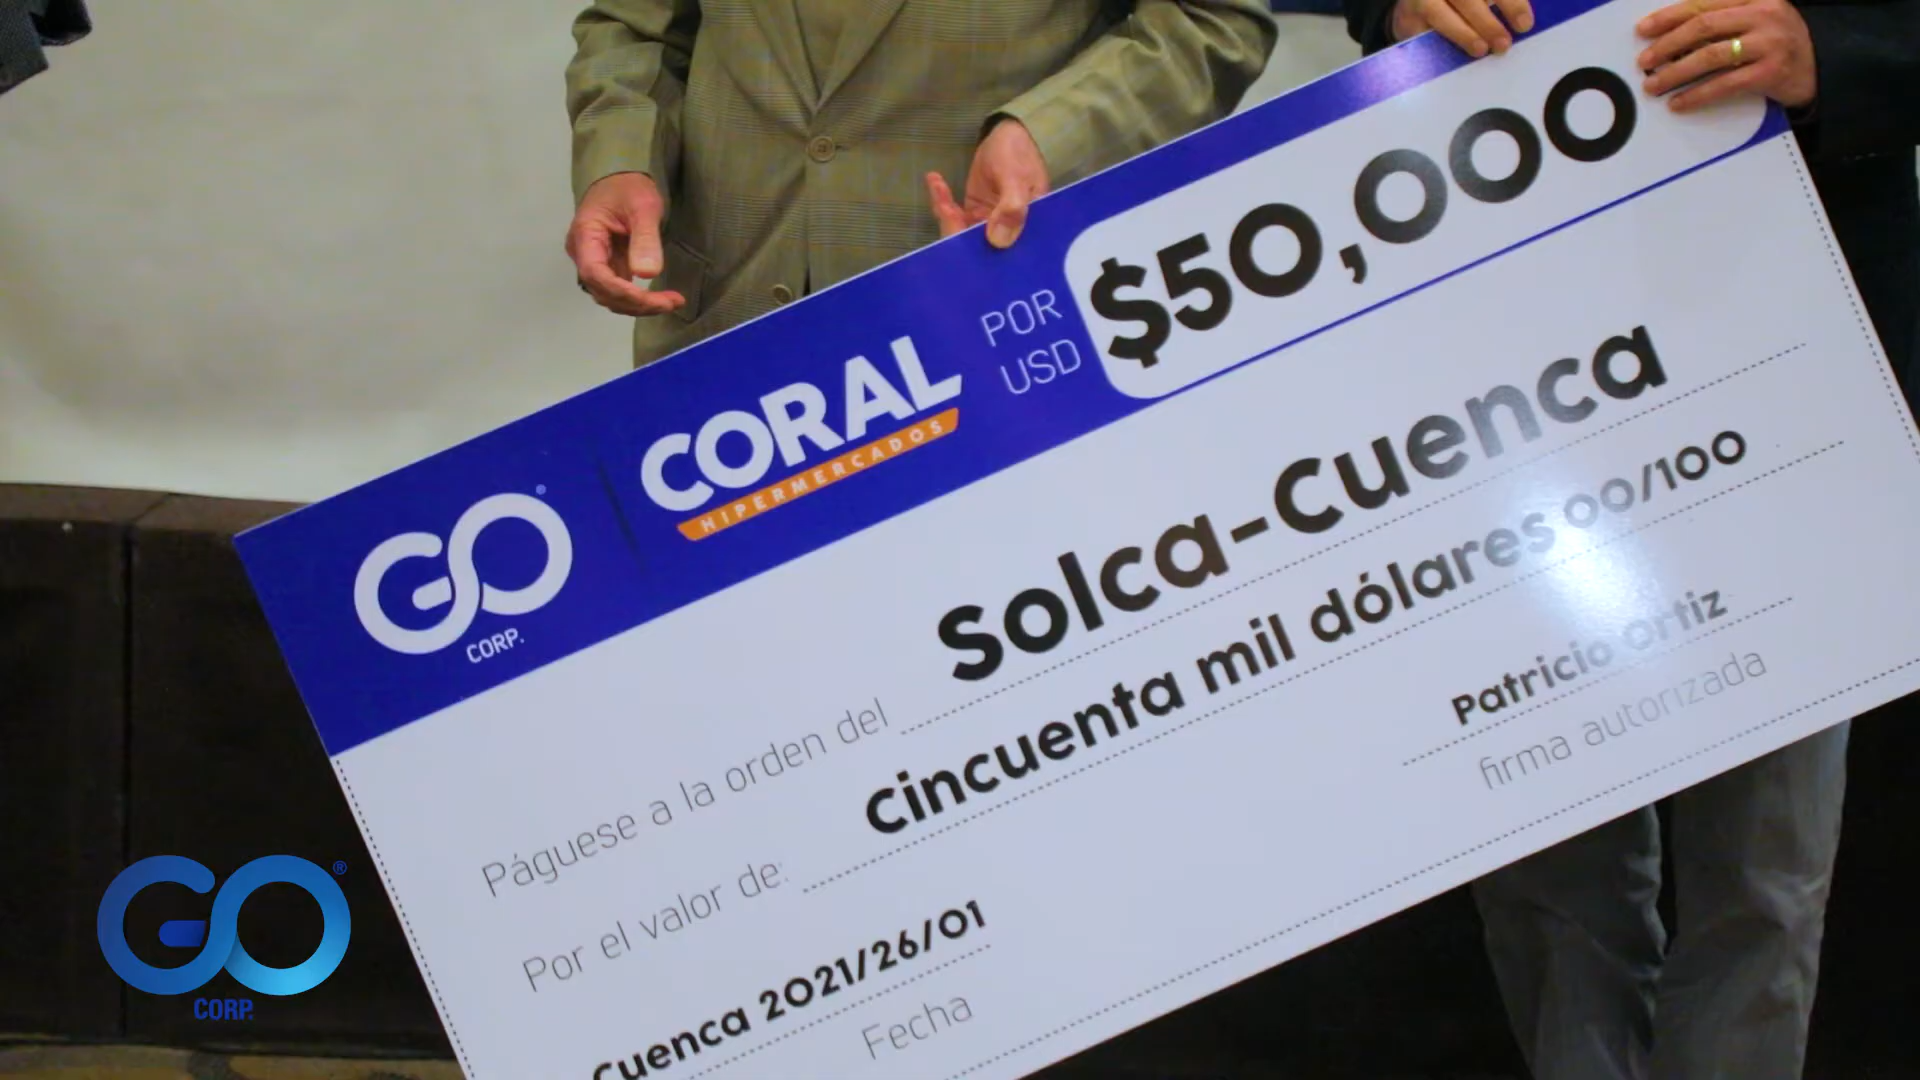 GO®
CORP.
CORAL
HIPERMERCADOS
POR
USD
$50,000
Páguese a la orden del
Solca-Cuenca
Por el valor de:
Cincuenta mil dólares 00/100
Patricio Ortiz
firma autorizada
Cuenca 2021/26/01
Fecha
GO®
CORP.